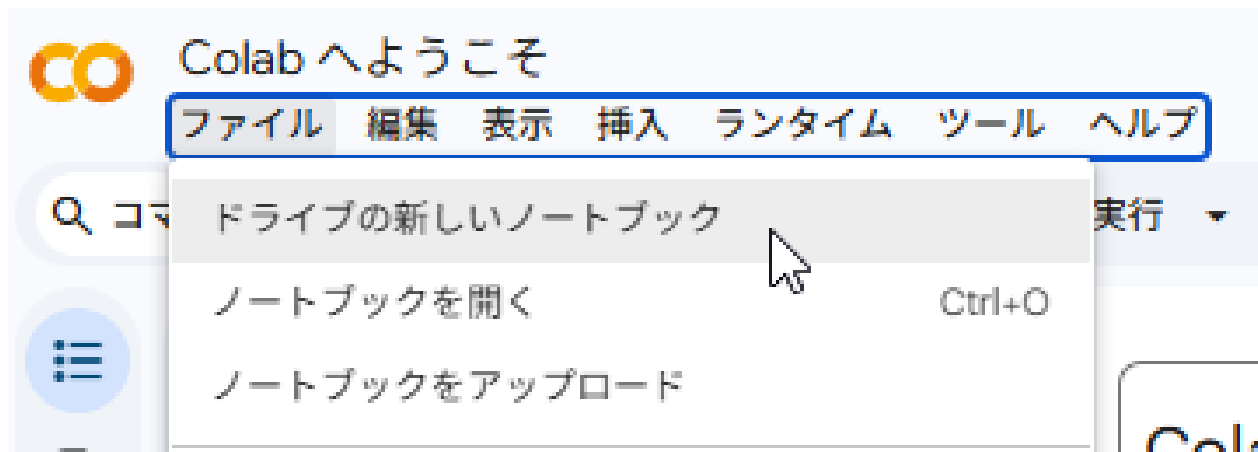 Colab へようこそ
ファイル 編集 表示 挿入 ランタイム ツール ヘルプ
コマ
実行
ドライブの新しいノートブック
ノートブックを開く Ctrl+O
ノートブックをアップロード